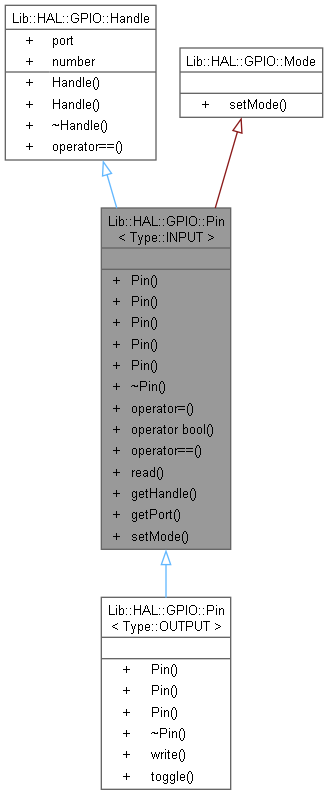 Lib::HAL::GPIO::Handle
+ port
+ number
+ Handle()
+ Handle()
+ ~Handle()
+ operator==()
Lib::HAL::GPIO::Mode
+ setMode()
Lib::HAL::GPIO::Pin
< Type::INPUT >
+ Pin()
+ Pin()
+ Pin()
+ Pin()
+ Pin()
+ ~Pin()
+ operator=()
+ operator bool()
+ operator==()
+ read()
+ getHandle()
+ getPort()
+ setMode()
Lib::HAL::GPIO::Pin
< Type::OUTPUT >
+ Pin()
+ Pin()
+ Pin()
+ ~Pin()
+ write()
+ toggle()